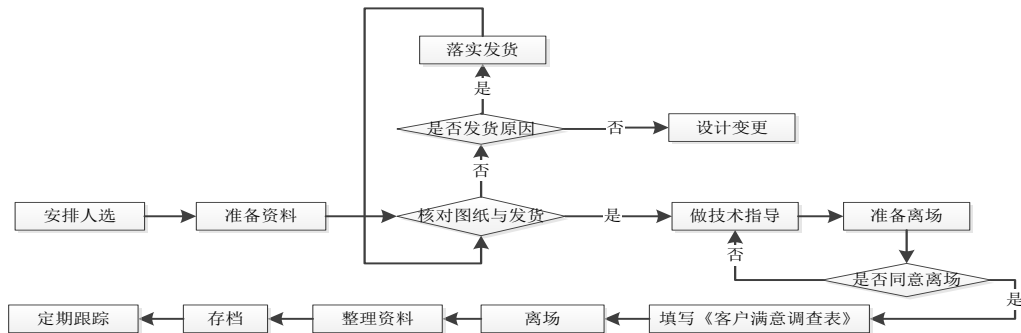 落实发货
是
是否发货原因
否
设计变更
否
安排人选
准备资料
核对图纸与发货
是
做技术指导
准备离场
否
是否同意离场
是
定期跟踪
存档
整理资料
离场
填写《客户满意调查表》